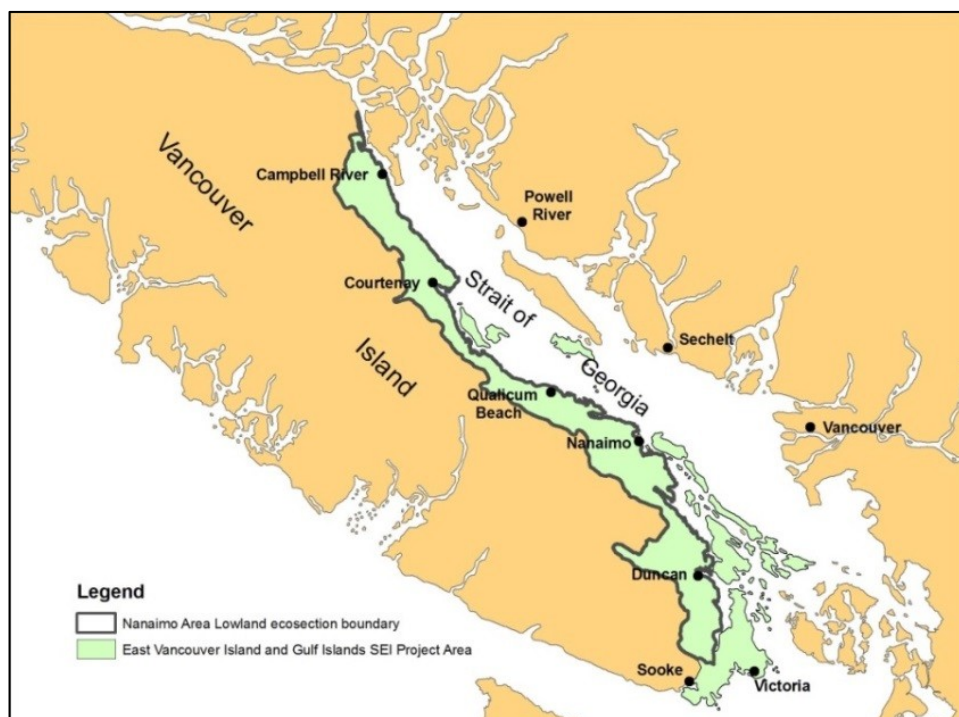 Vancouver
Island
Campbell River
Powell
River
Courtenay
Strait of
Georgia
Sechelt
Qualicum
Beach
Vancouver
Nanaimo
Duncan
Legend
Nanaimo Area Lowland ecosection boundary
East Vancouver Island and Gulf Islands SEI Project Area
Sooke
Victoria